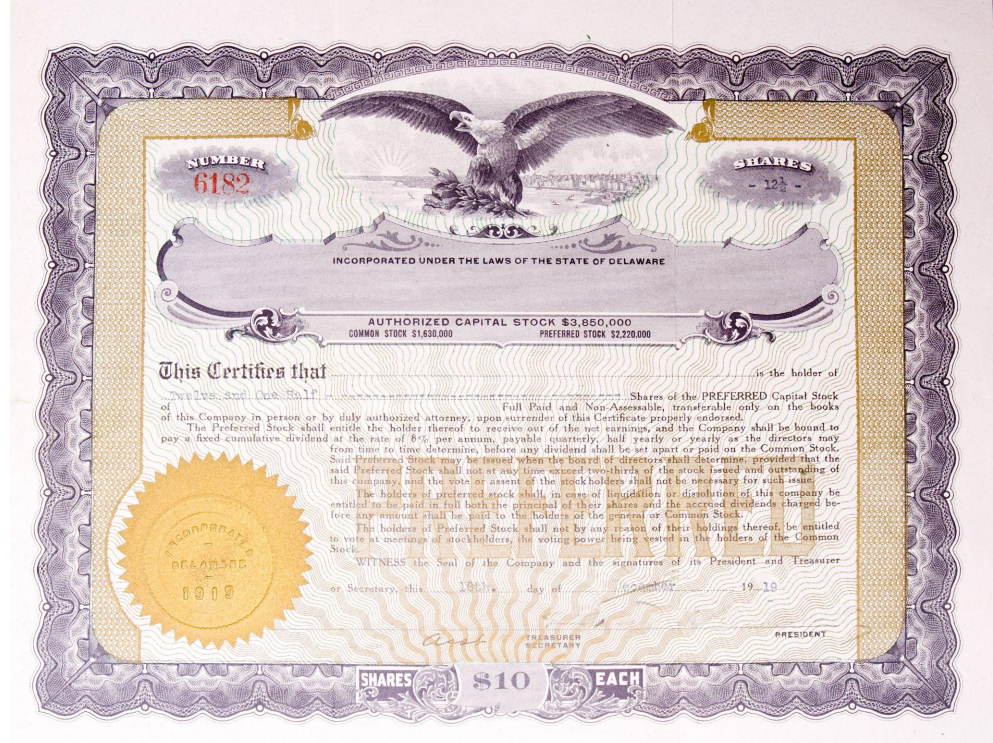 NUMBER
6182
SHARES
- 12½ -
INCORPORATED UNDER THE LAWS OF THE STATE OF DELAWARE
AUTHORIZED CAPITAL STOCK $3,850,000
COMMON STOCK $1,630,000 PREFERRED STOCK $2,220,000
This Certifies that is the holder of
Twelve and One Half Shares of the PREFERRED Capital Stock
of Full Paid and Non-Assessable, transferable only on the books
of this Company in person or by duly authorized attorney, upon surrender of this Certificate properly endorsed.
The Preferred Stock shall entitle the holder thereof to receive out of the net earnings, and the Company shall be bound to
pay a fixed cumulative dividend at the rate of 8% per annum, payable quarterly, half yearly or yearly as the directors may
from time to time determine, before any dividend shall be set apart or paid on the Common Stock.
Said Preferred Stock may be issued when the board of directors shall determine, provided that the
said Preferred Stock shall not at any time exceed two-thirds of the stock issued and outstanding of
this company, and the vote or assent of the stockholders shall not be necessary for such issue.
The holders of preferred stock shall, in case of liquidation or dissolution of this company be
entitled to be paid in full both the principal of their shares and the accrued dividend charged be-
fore any amount shall be paid to the holders of the general or Common Stock.
The holders of Preferred Stock shall not by any reason of their holdings thereof, be entitled
to vote at meetings of stockholders, the voting power being vested in the holders of the Common
Stock.
WITNESS the Seal of the Company and the signatures of its President and Treasurer
or Secretary, this 18th. day of December 19 19
PREFERRED
INCORPORATED
DELAWARE
1919
Asst
TREASURER
SECRETARY
PRESIDENT
SHARES $10 EACH